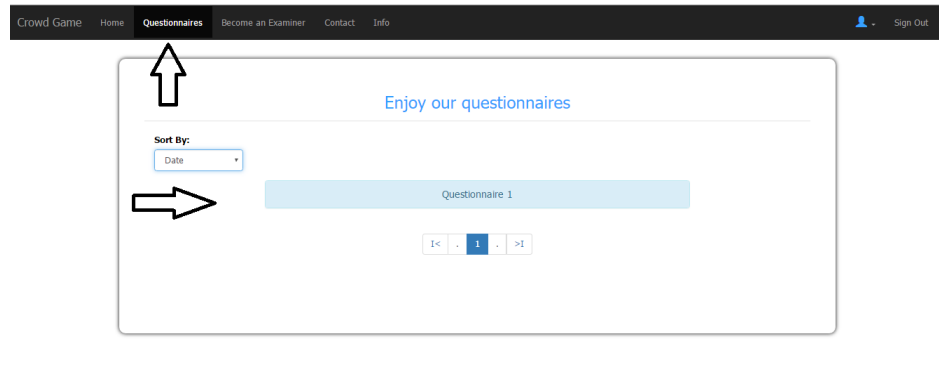 Crowd Game Home Questionnaires Become an Examiner Contact Info Sign Out
Enjoy our questionnaires
Sort By:
Date
Questionnaire 1
I< . 1 . >I